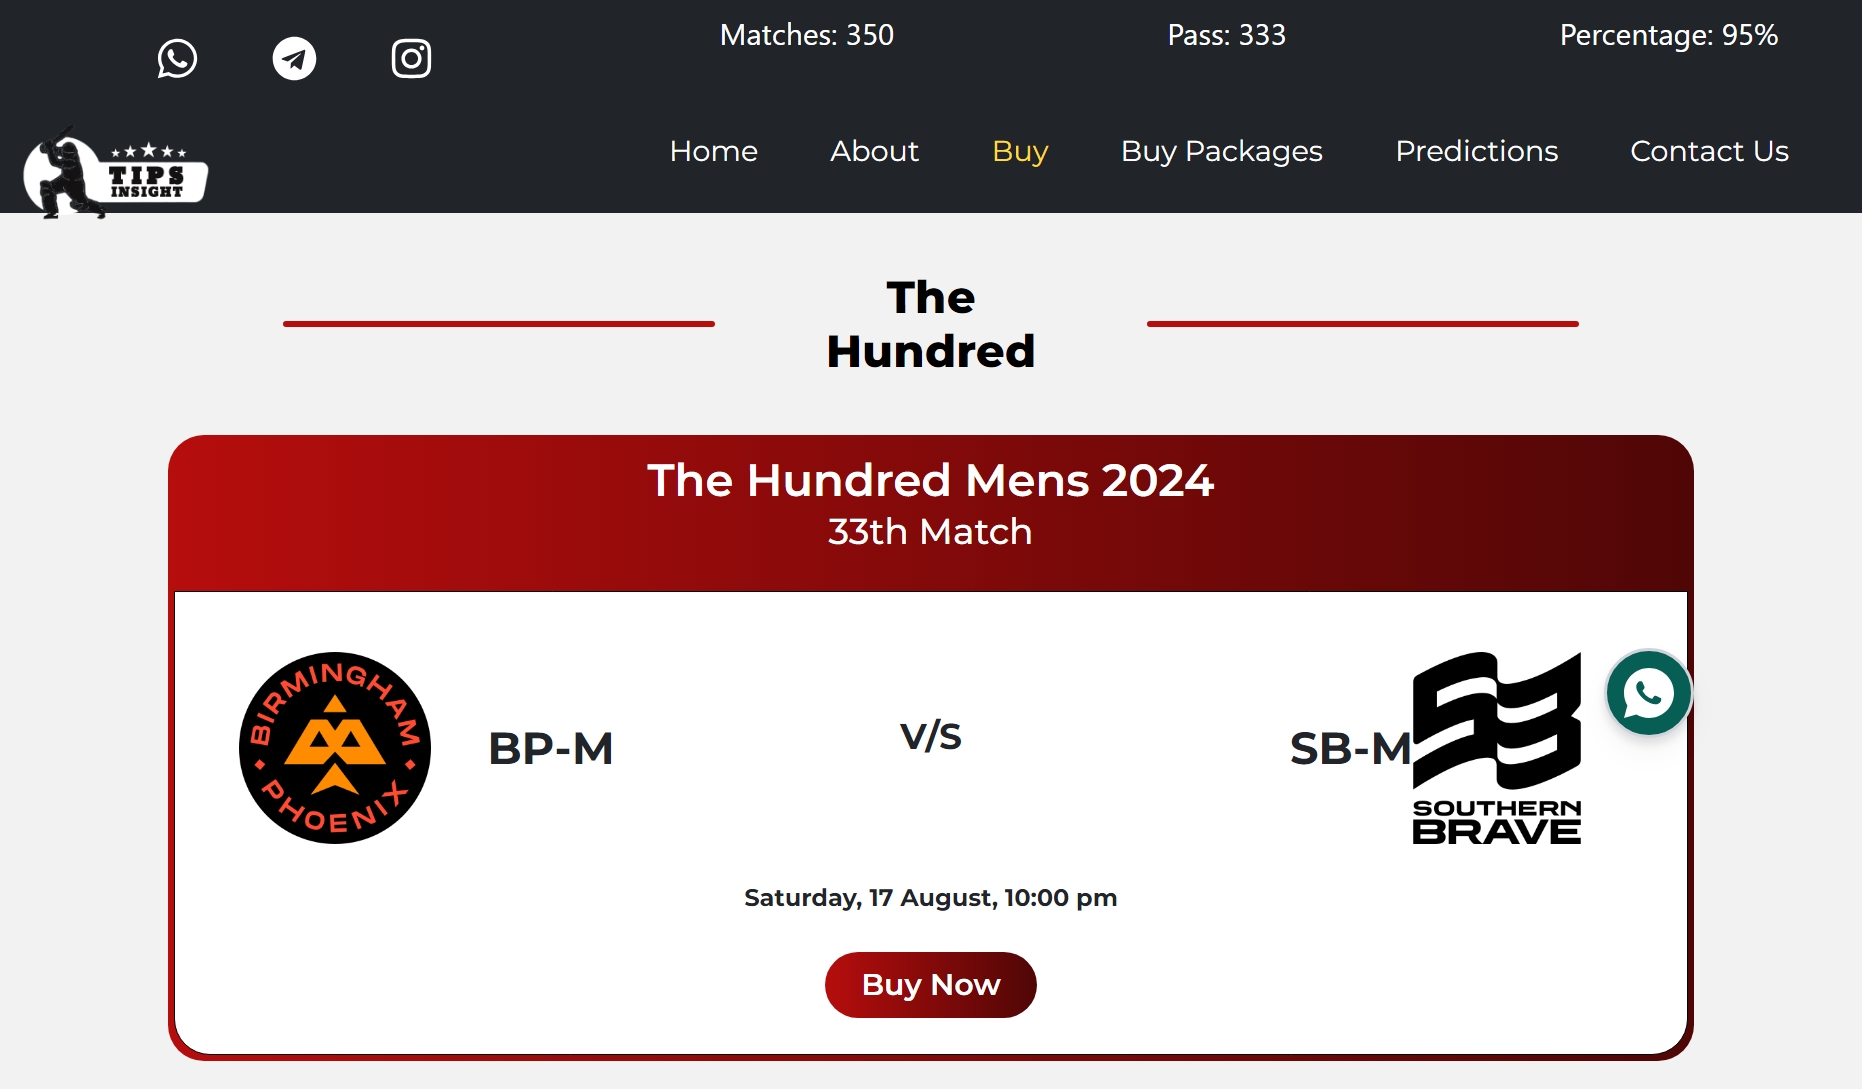 Matches: 350
Pass: 333
Percentage: 95%
TIPS
INSIGHT
Home
About
Buy
Buy Packages
Predictions
Contact Us
The
Hundred
The Hundred Mens 2024
33th Match
BIRMINGHAM
PHOENIX
BP-M
V/S
SB-M
SOUTHERN
BRAVE
Saturday, 17 August, 10:00 pm
Buy Now